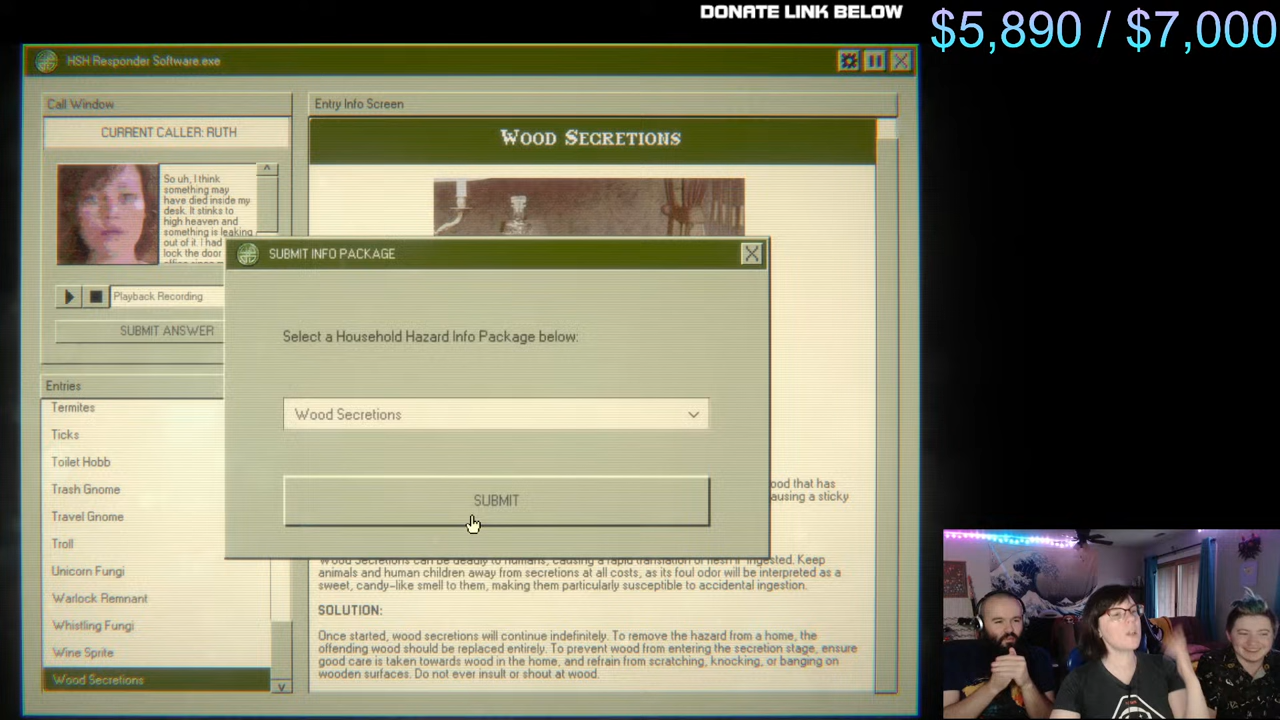 DONATE LINK BELOW
$5,890 / $7,000
HSH Responder Software.exe
Call Window
CURRENT CALLER: RUTH
So uh, I think
something may
have died inside my
desk. It stinks to
high heaven and
something is leaking
out of it. I had
lock the door
Playback Recording
SUBMIT ANSWER
Entries
Termites
Ticks
Toilet Hobb
Trash Gnome
Travel Gnome
Troll
Unicorn Fungi
Warlock Remnant
Whistling Fungi
Wine Sprite
Wood Secretions
Entry Info Screen
WOOD SECRETIONS
SUBMIT INFO PACKAGE
Select a Household Hazard Info Package below:
Wood Secretions
SUBMIT
ood that has
ausing a sticky
Wood Secretions can be deadly to humans, causing a rapid translation of flesh if ingested. Keep
animals and human children away from secretions at all costs, as its foul odor will be interpreted as a
sweet, candy-like smell to them, making them particularly susceptible to accidental ingestion.
SOLUTION:
Once started, wood secretions will continue indefinitely. To remove the hazard from a home, the
offending wood should be replaced entirely. To prevent wood from entering the secretion stage, ensure
good care is taken towards wood in the home, and refrain from scratching, knocking, or banging on
wooden surfaces. Do not ever insult or shout at wood.